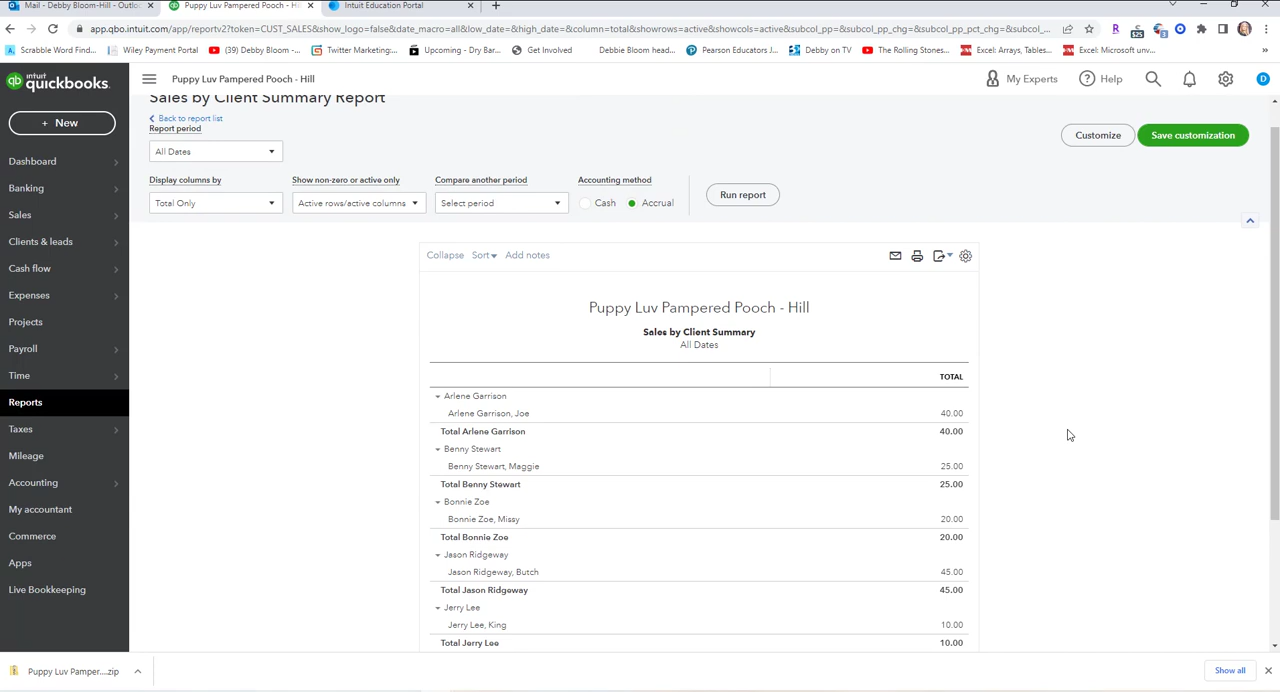 Mail - Debby Bloom-Hill - Outloo
Puppy Luv Pampered Pooch - Hill
Intuit Education Portal
app.qbo.intuit.com/app/reportv2?token=CUST_SALES&show_logo=false&date_macro=all&low_date=&high_date=&column=total&showrows=active&showcols=active&subcol_pp=&subcol_pp_chg=&subcol_pp_pct_chg=&subcol_...
Scrabble Word Find...
Wiley Payment Portal
(39) Debby Bloom -...
Twitter Marketing:...
Upcoming - Dry Bar...
Get Involved
Debbie Bloom head...
Pearson Educators J...
Debby on TV
The Rolling Stones...
Excel: Arrays, Tables...
Excel: Microsoft unv...
intuit quickbooks.
Puppy Luv Pampered Pooch - Hill
My Experts
Help
D
+ New
Dashboard
Banking
Sales
Clients & leads
Cash flow
Expenses
Projects
Payroll
Time
Reports
Taxes
Mileage
Accounting
My accountant
Commerce
Apps
Live Bookkeeping
Sales by Client Summary Report
Back to report list
Report period
All Dates
Customize
Save customization
Display columns by
Show non-zero or active only
Compare another period
Accounting method
Total Only
Active rows/active columns
Select period
Cash
Accrual
Run report
Collapse Sort Add notes
Puppy Luv Pampered Pooch - Hill
Sales by Client Summary
All Dates
TOTAL
Arlene Garrison
Arlene Garrison, Joe 40.00
Total Arlene Garrison 40.00
Benny Stewart
Benny Stewart, Maggie 25.00
Total Benny Stewart 25.00
Bonnie Zoe
Bonnie Zoe, Missy 20.00
Total Bonnie Zoe 20.00
Jason Ridgeway
Jason Ridgeway, Butch 45.00
Total Jason Ridgeway 45.00
Jerry Lee
Jerry Lee, King 10.00
Total Jerry Lee 10.00
Puppy Luv Pamper....zip
Show all